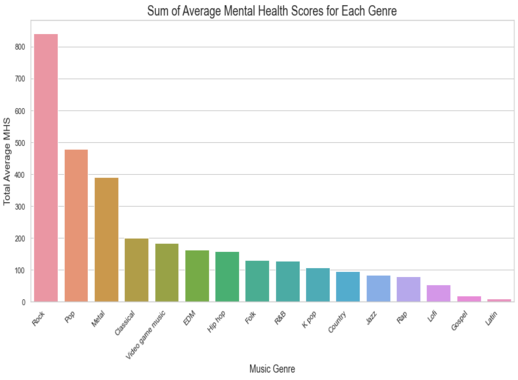 Sum of Average Mental Health Scores for Each Genre
Total Average MHS
800
700
600
500
400
300
200
100
0
Rock
Pop
Metal
Classical
Video game music
EDM
Hip hop
Folk
R&B
K pop
Country
Jazz
Rap
Lofi
Gospel
Latin
Music Genre